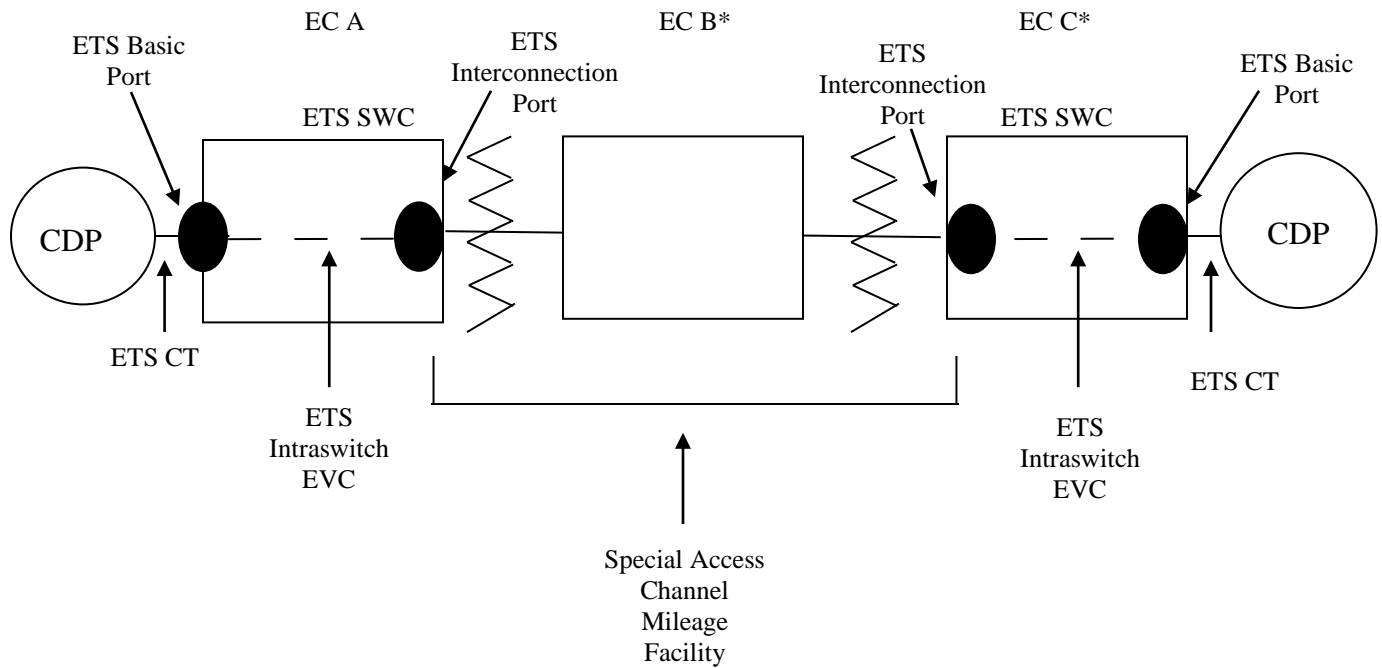 EC A
EC B*
EC C*
ETS Basic
Port
ETS
Interconnection
Port
ETS
Interconnection
Port
ETS Basic
Port
ETS SWC
ETS SWC
CDP
CDP
ETS CT
ETS CT
ETS
Intraswitch
EVC
ETS
Intraswitch
EVC
Special Access
Channel
Mileage
Facility